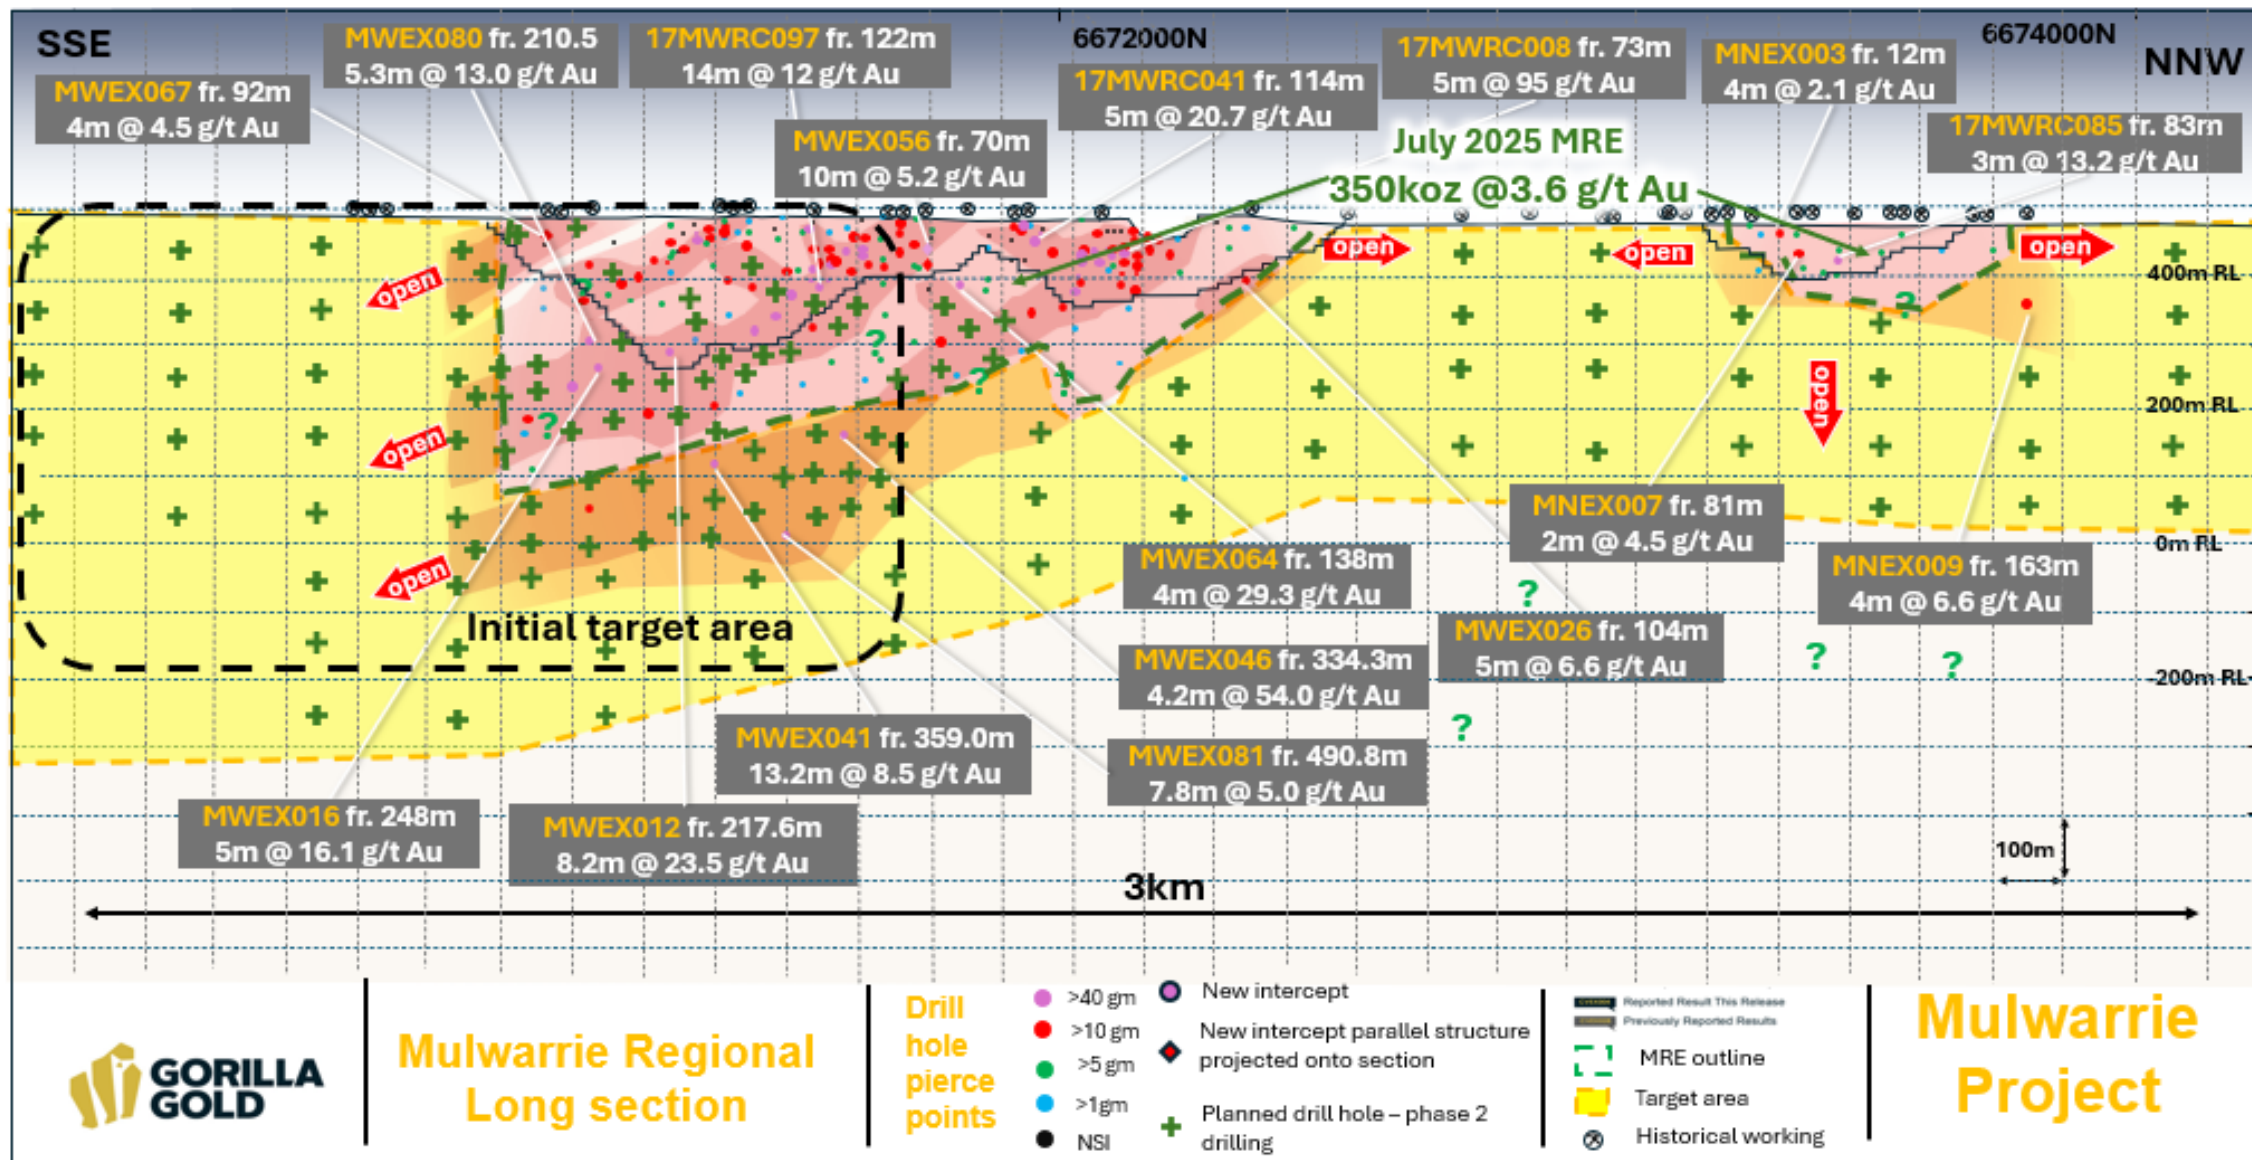 SSE
MWEX080 fr. 210.5
5.3m @ 13.0 g/t Au
17MWRC097 fr. 122m
14m @ 12 g/t Au
6672000N
17MWRC008 fr. 73m
5m @ 95 g/t Au
MNEX003 fr. 12m
4m @ 2.1 g/t Au
6674000N
NNW
MWEX067 fr. 92m
4m @ 4.5 g/t Au
17MWRC041 fr. 114m
5m @ 20.7 g/t Au
MWEX056 fr. 70m
10m @ 5.2 g/t Au
17MWRC085 fr. 83m
3m @ 13.2 g/t Au
July 2025 MRE
350koz @3.6 g/t Au
open
open
open
open
400m RL
?
?
?
?
200m RL
open
open
?
open
0m RL
MNEX007 fr. 81m
2m @ 4.5 g/t Au
MWEX064 fr. 138m
4m @ 29.3 g/t Au
MNEX009 fr. 163m
4m @ 6.6 g/t Au
?
Initial target area
MWEX026 fr. 104m
5m @ 6.6 g/t Au
?
?
MWEX046 fr. 334.3m
4.2m @ 54.0 g/t Au
-200m RL
?
MWEX041 fr. 359.0m
13.2m @ 8.5 g/t Au
MWEX081 fr. 490.8m
7.8m @ 5.0 g/t Au
MWEX016 fr. 248m
5m @ 16.1 g/t Au
MWEX012 fr. 217.6m
8.2m @ 23.5 g/t Au
100m
3km
GORILLA
GOLD
Mulwarrie Regional
Long section
Drill
hole
pierce
points
>40 gm
>10 gm
>5 gm
>1gm
NSI
New intercept
New intercept parallel structure
projected onto section
Planned drill hole – phase 2
drilling
Reported Result This Release
Previously Reported Results
MRE outline
Target area
Historical working
Mulwarrie
Project